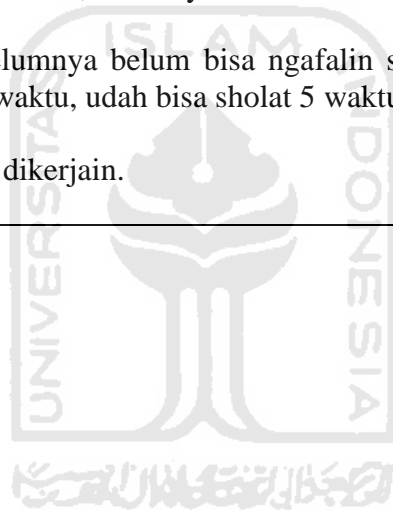 lumnya belum bisa ngafalin s
waktu, udah bisa sholat 5 waktu
dikerjain.
ISLAM
UNIVERSITAS
INDONESIA